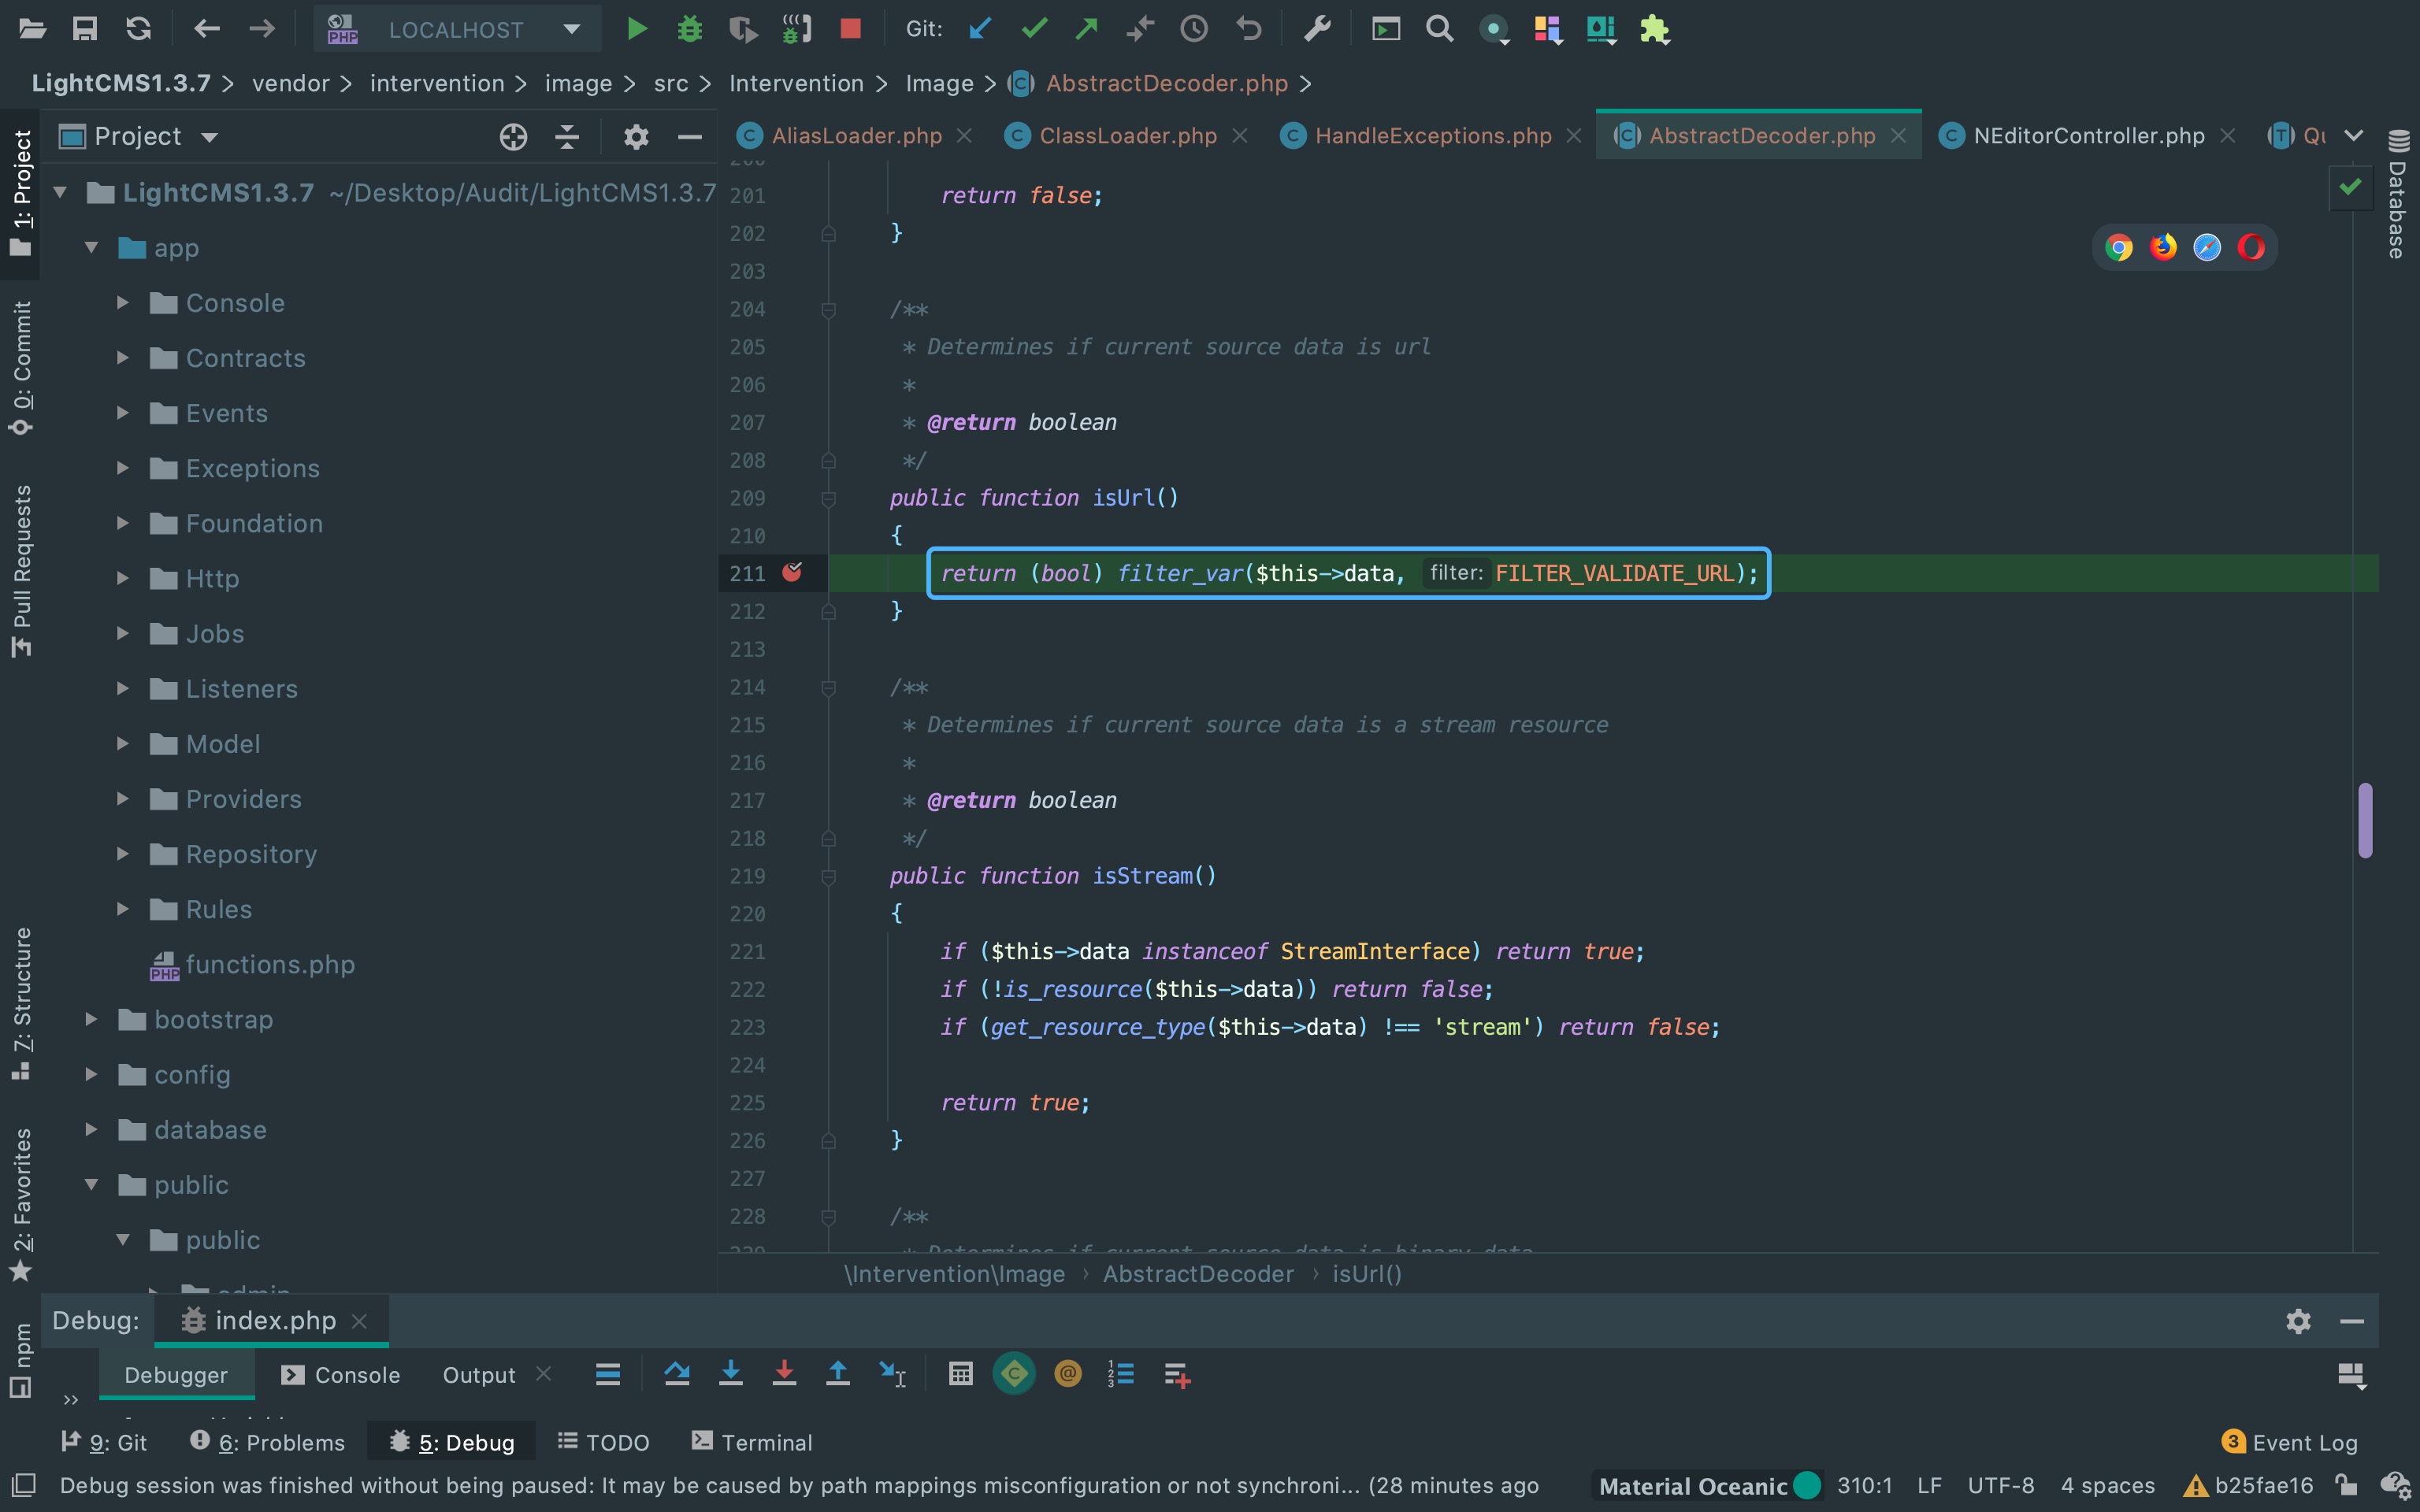 LOCALHOST Git:
LightCMS1.3.7 > vendor > intervention > image > src > Intervention > Image > AbstractDecoder.php >
1: Project
0: Commit
Pull Requests
7: Structure
2: Favorites
npm
Project
LightCMS1.3.7 ~/Desktop/Audit/LightCMS1.3.7
app
Console
Contracts
Events
Exceptions
Foundation
Http
Jobs
Listeners
Model
Providers
Repository
Rules
functions.php
bootstrap
config
database
public
public
admin
AliasLoader.php ClassLoader.php HandleExceptions.php AbstractDecoder.php NEditorController.php
Database
201 return false;
202 }
203
204 /**
205 * Determines if current source data is url
206 *
207 * @return boolean
208 */
209 public function isUrl()
210 {
211 return (bool) filter_var($this->data, filter: FILTER_VALIDATE_URL);
212 }
213
214 /**
215 * Determines if current source data is a stream resource
216 *
217 * @return boolean
218 */
219 public function isStream()
220 {
221 if ($this->data instanceof StreamInterface) return true;
222 if (!is_resource($this->data)) return false;
223 if (get_resource_type($this->data) !== 'stream') return false;
224
225 return true;
226 }
227
228 /**
* Determines if current source data is binary data
\Intervention\Image › AbstractDecoder › isUrl()
Debug: index.php
Debugger Console Output
9: Git 6: Problems 5: Debug TODO Terminal 3 Event Log
Debug session was finished without being paused: It may be caused by path mappings misconfiguration or not synchroni... (28 minutes ago Material Oceanic 310:1 LF UTF-8 4 spaces b25fae16